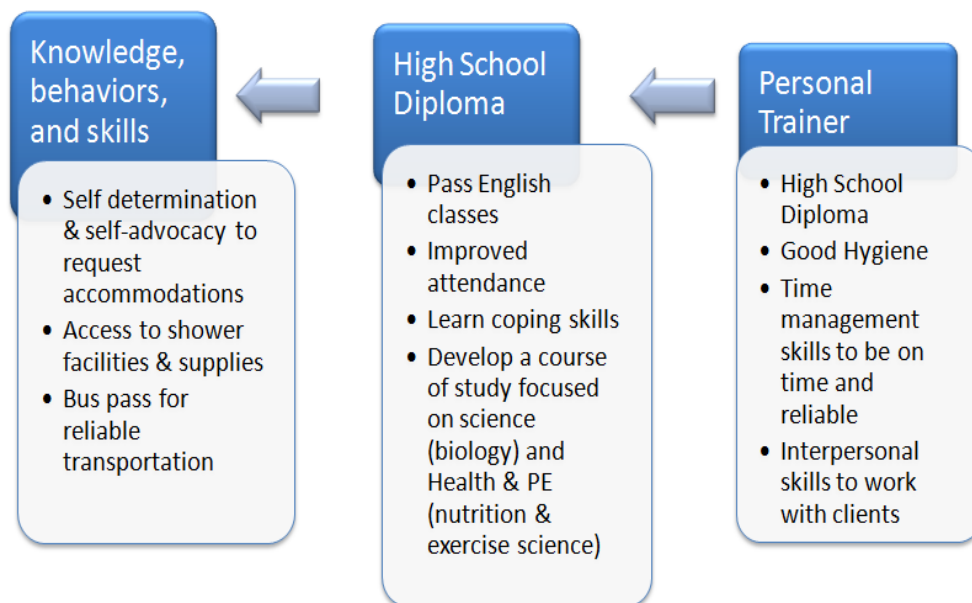 Knowledge,
behaviors,
and skills
• Self determination
& self-advocacy to
request
accommodations
• Access to shower
facilities & supplies
• Bus pass for
reliable
transportation
High School
Diploma
• Pass English
classes
• Improved
attendance
• Learn coping skills
• Develop a course
of study focused
on science
(biology) and
Health & PE
(nutrition &
exercise science)
Personal
Trainer
• High School
Diploma
• Good Hygiene
• Time
management
skills to be on
time and
reliable
• Interpersonal
skills to work
with clients